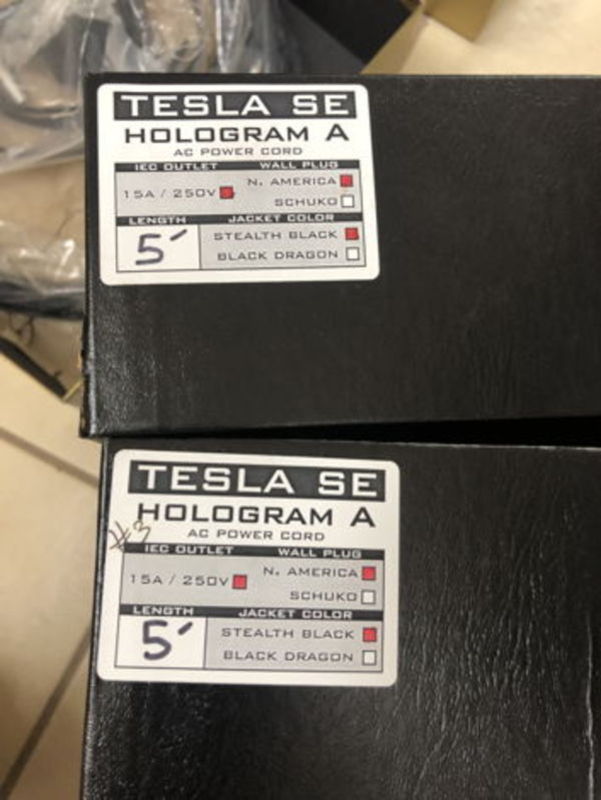 TESLA SE
HOLOGRAM A
AC POWER CORD
IEC OUTLET WALL PLUG
15A / 250V N. AMERICA
SCHUKO
LENGTH JACKET COLOR
5' STEALTH BLACK
BLACK DRAGON
TESLA SE
HOLOGRAM A
#3 AC POWER CORD
IEC OUTLET WALL PLUG
15A / 250V N. AMERICA
SCHUKO
LENGTH JACKET COLOR
5' STEALTH BLACK
BLACK DRAGON